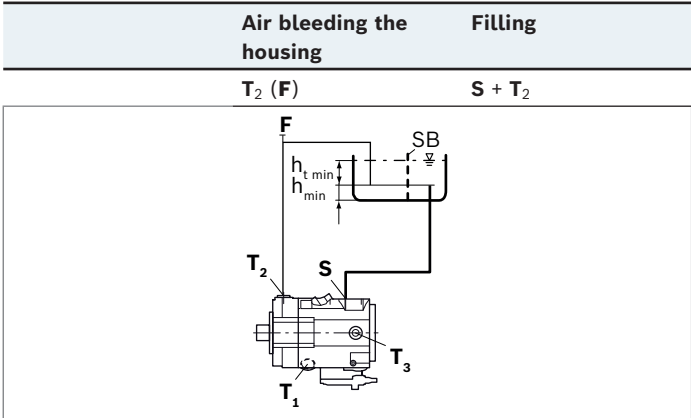 Air bleeding the housing
Filling
T₂ (F)
S + T₂
F
SB
hₜ ₘᵢₙ
hₘᵢₙ
T₂
S
T₃
T₁